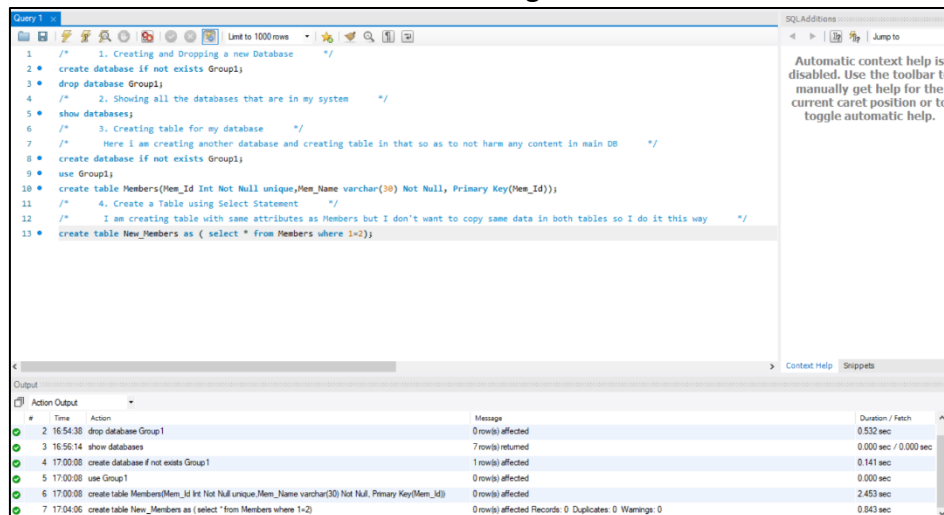 Query 1
SQLAdditions
Limit to 1000 rows
Jump to
1 /* 1. Creating and Dropping a new Database */
2 create database if not exists Group1;
3 drop database Group1;
4 /* 2. Showing all the databases that are in my system */
5 show databases;
6 /* 3. Creating table for my database */
7 /* Here i am creating another database and creating table in that so as to not harm any content in main DB */
8 create database if not exists Group1;
9 use Group1;
10 create table Members(Mem_Id Int Not Null unique,Mem_Name varchar(30) Not Null, Primary Key(Mem_Id));
11 /* 4. Create a Table using Select Statement */
12 /* I am creating table with same attributes as Members but I don't want to copy same data in both tables so I do it this way */
13 create table New_Members as ( select * from Members where 1=2);
Automatic context help is
disabled. Use the toolbar t
manually get help for the
current caret position or to
toggle automatic help.
Context Help Snippets
Output
Action Output
# Time Action Message Duration / Fetch
2 16:54:38 drop database Group1 0 row(s) affected 0.532 sec
3 16:56:14 show databases 7 row(s) returned 0.000 sec / 0.000 sec
4 17:00:08 create database if not exists Group1 1 row(s) affected 0.141 sec
5 17:00:08 use Group1 0 row(s) affected 0.000 sec
6 17:00:08 create table Members(Mem_Id Int Not Null unique,Mem_Name varchar(30) Not Null, Primary Key(Mem_Id)) 0 row(s) affected 2.453 sec
7 17:04:06 create table New_Members as ( select * from Members where 1=2) 0 row(s) affected Records: 0 Duplicates: 0 Warnings: 0 0.843 sec